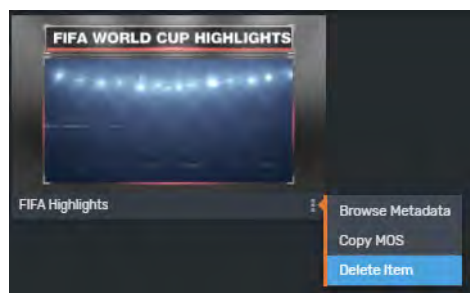 FIFA WORLD CUP HIGHLIGHTS
FIFA Highlights
Browse Metadata
Copy MOS
Delete Item